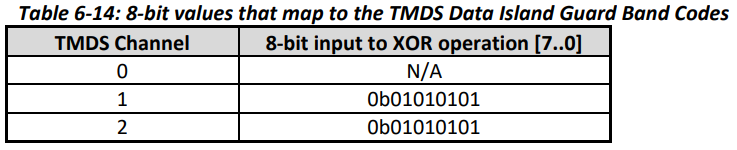 Table 6-14: 8-bit values that map to the TMDS Data Island Guard Band Codes
TMDS Channel 8-bit input to XOR operation [7..0]
0 N/A
1 0b01010101
2 0b01010101